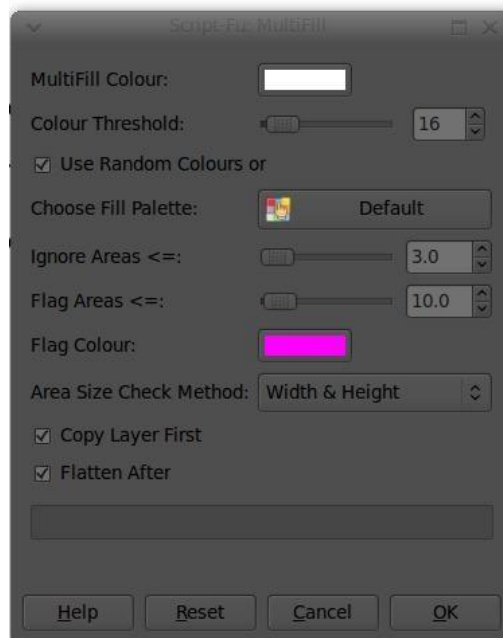 Script-Fu: MultiFill
MultiFill Colour:
Colour Threshold: 16
Use Random Colours or
Choose Fill Palette: Default
Ignore Areas <=: 3.0
Flag Areas <=: 10.0
Flag Colour:
Area Size Check Method: Width & Height
Copy Layer First
Flatten After
Help Reset Cancel OK